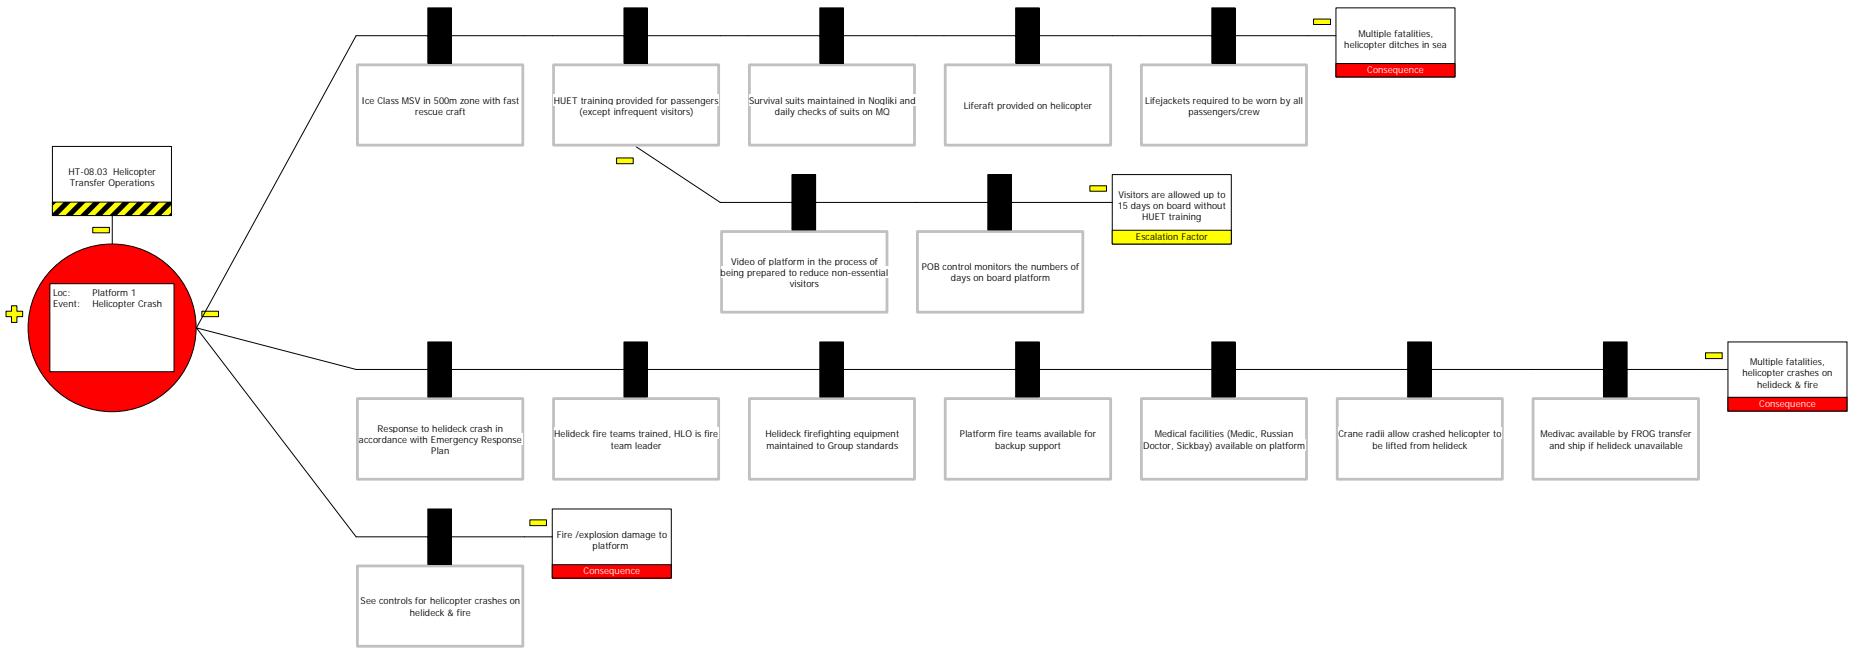 Multiple fatalities,
helicopter ditches in sea
Consequence
Ice Class MSV in 500m zone with fast
rescue craft
HUET training provided for passengers
(except infrequent visitors)
Survival suits maintained in Nogliki and
daily checks of suits on MQ
Liferaft provided on helicopter
Lifejackets required to be worn by all
passengers/crew
HT-08.03 Helicopter
Transfer Operations
Visitors are allowed up to
15 days on board without
HUET training
Escalation Factor
Video of platform in the process of
being prepared to reduce non-essential
visitors
POB control monitors the numbers of
days on board platform
Loc: Platform 1
Event: Helicopter Crash
Multiple fatalities,
helicopter crashes on
helideck & fire
Consequence
Response to helideck crash in
accordance with Emergency Response
Plan
Helideck fire teams trained, HLO is fire
team leader
Helideck firefighting equipment
maintained to Group standards
Platform fire teams available for
backup support
Medical facilities (Medic, Russian
Doctor, Sickbay) available on platform
Crane radii allow crashed helicopter to
be lifted from helideck
Medivac available by FROG transfer
and ship if helideck unavailable
Fire /explosion damage to
platform
Consequence
See controls for helicopter crashes on
helideck & fire